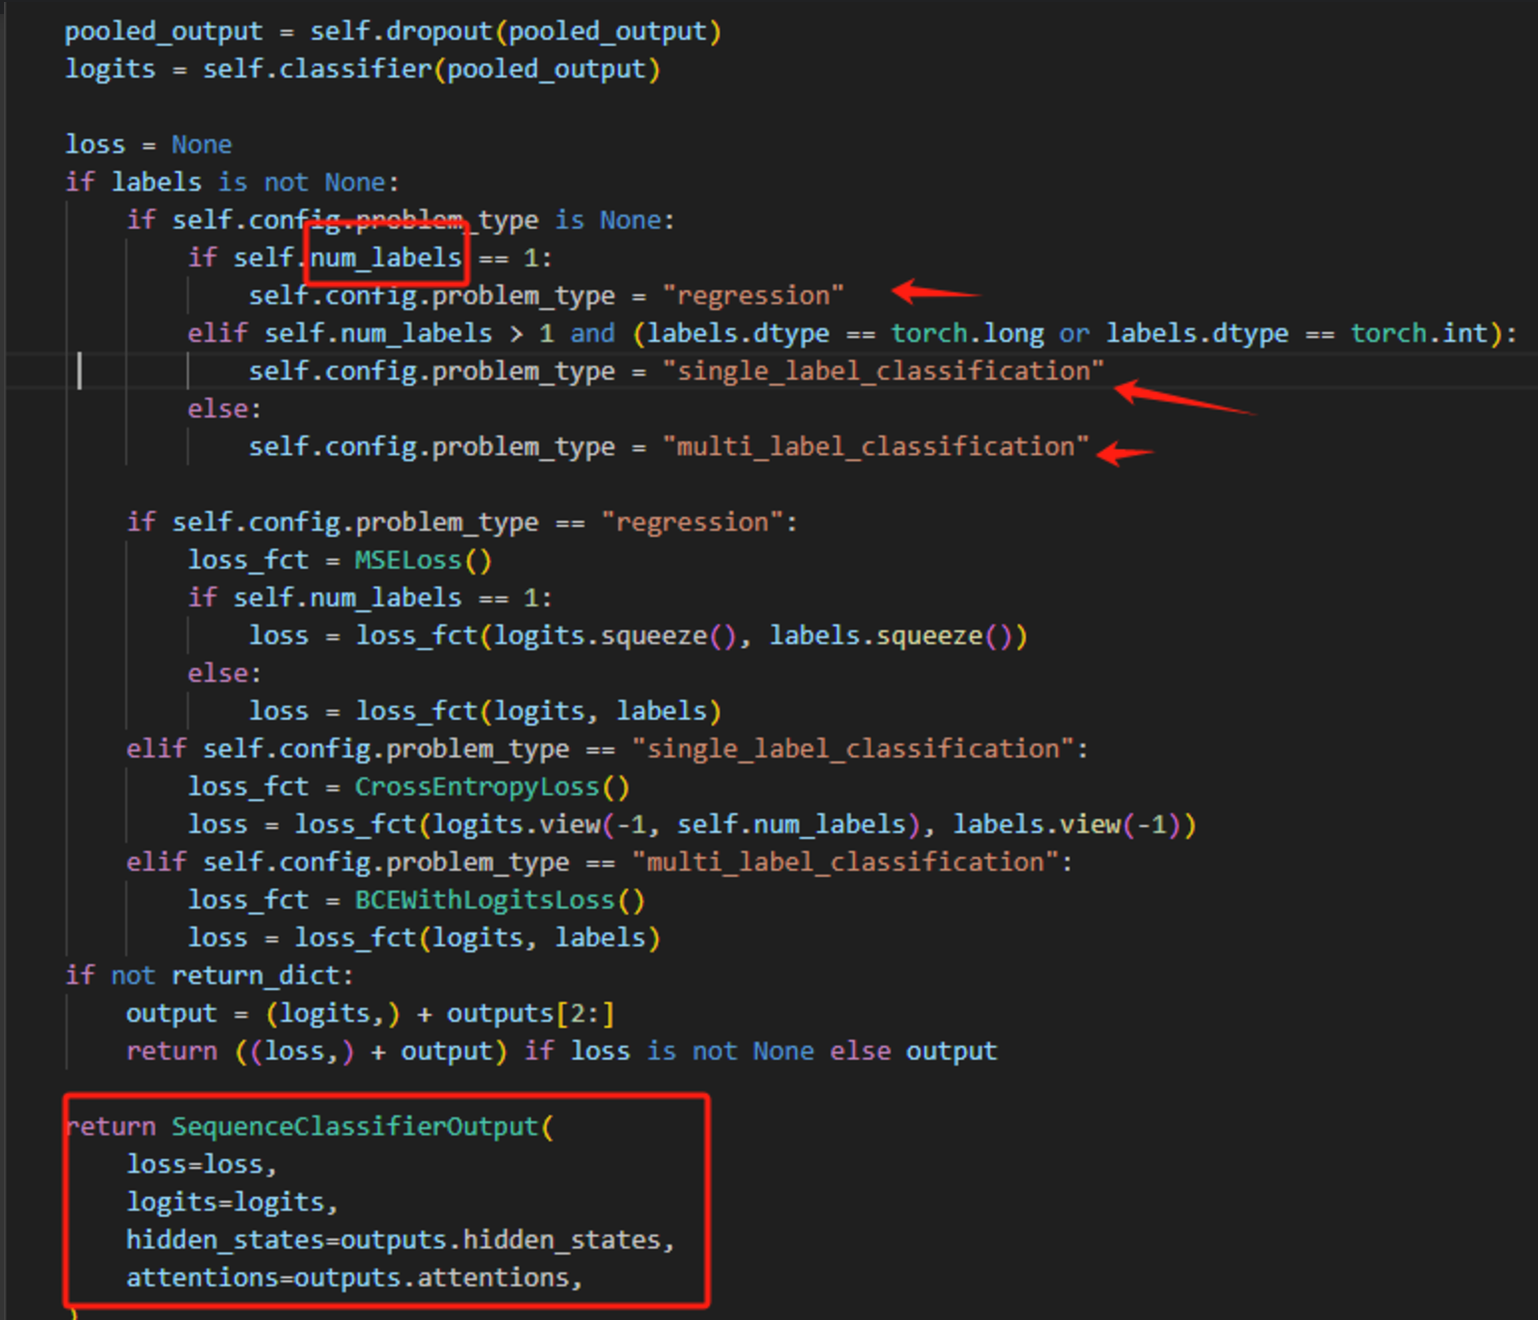 pooled_output = self.dropout(pooled_output)
logits = self.classifier(pooled_output)
loss = None
if labels is not None:
if self.config.problem_type is None:
if self.num_labels == 1:
self.config.problem_type = "regression"
elif self.num_labels > 1 and (labels.dtype == torch.long or labels.dtype == torch.int):
self.config.problem_type = "single_label_classification"
else:
self.config.problem_type = "multi_label_classification"
if self.config.problem_type == "regression":
loss_fct = MSELoss()
if self.num_labels == 1:
loss = loss_fct(logits.squeeze(), labels.squeeze())
else:
loss = loss_fct(logits, labels)
elif self.config.problem_type == "single_label_classification":
loss_fct = CrossEntropyLoss()
loss = loss_fct(logits.view(-1, self.num_labels), labels.view(-1))
elif self.config.problem_type == "multi_label_classification":
loss_fct = BCEWithLogitsLoss()
loss = loss_fct(logits, labels)
if not return_dict:
output = (logits,) + outputs[2:]
return ((loss,) + output) if loss is not None else output
return SequenceClassifierOutput(
loss=loss,
logits=logits,
hidden_states=outputs.hidden_states,
attentions=outputs.attentions,
)